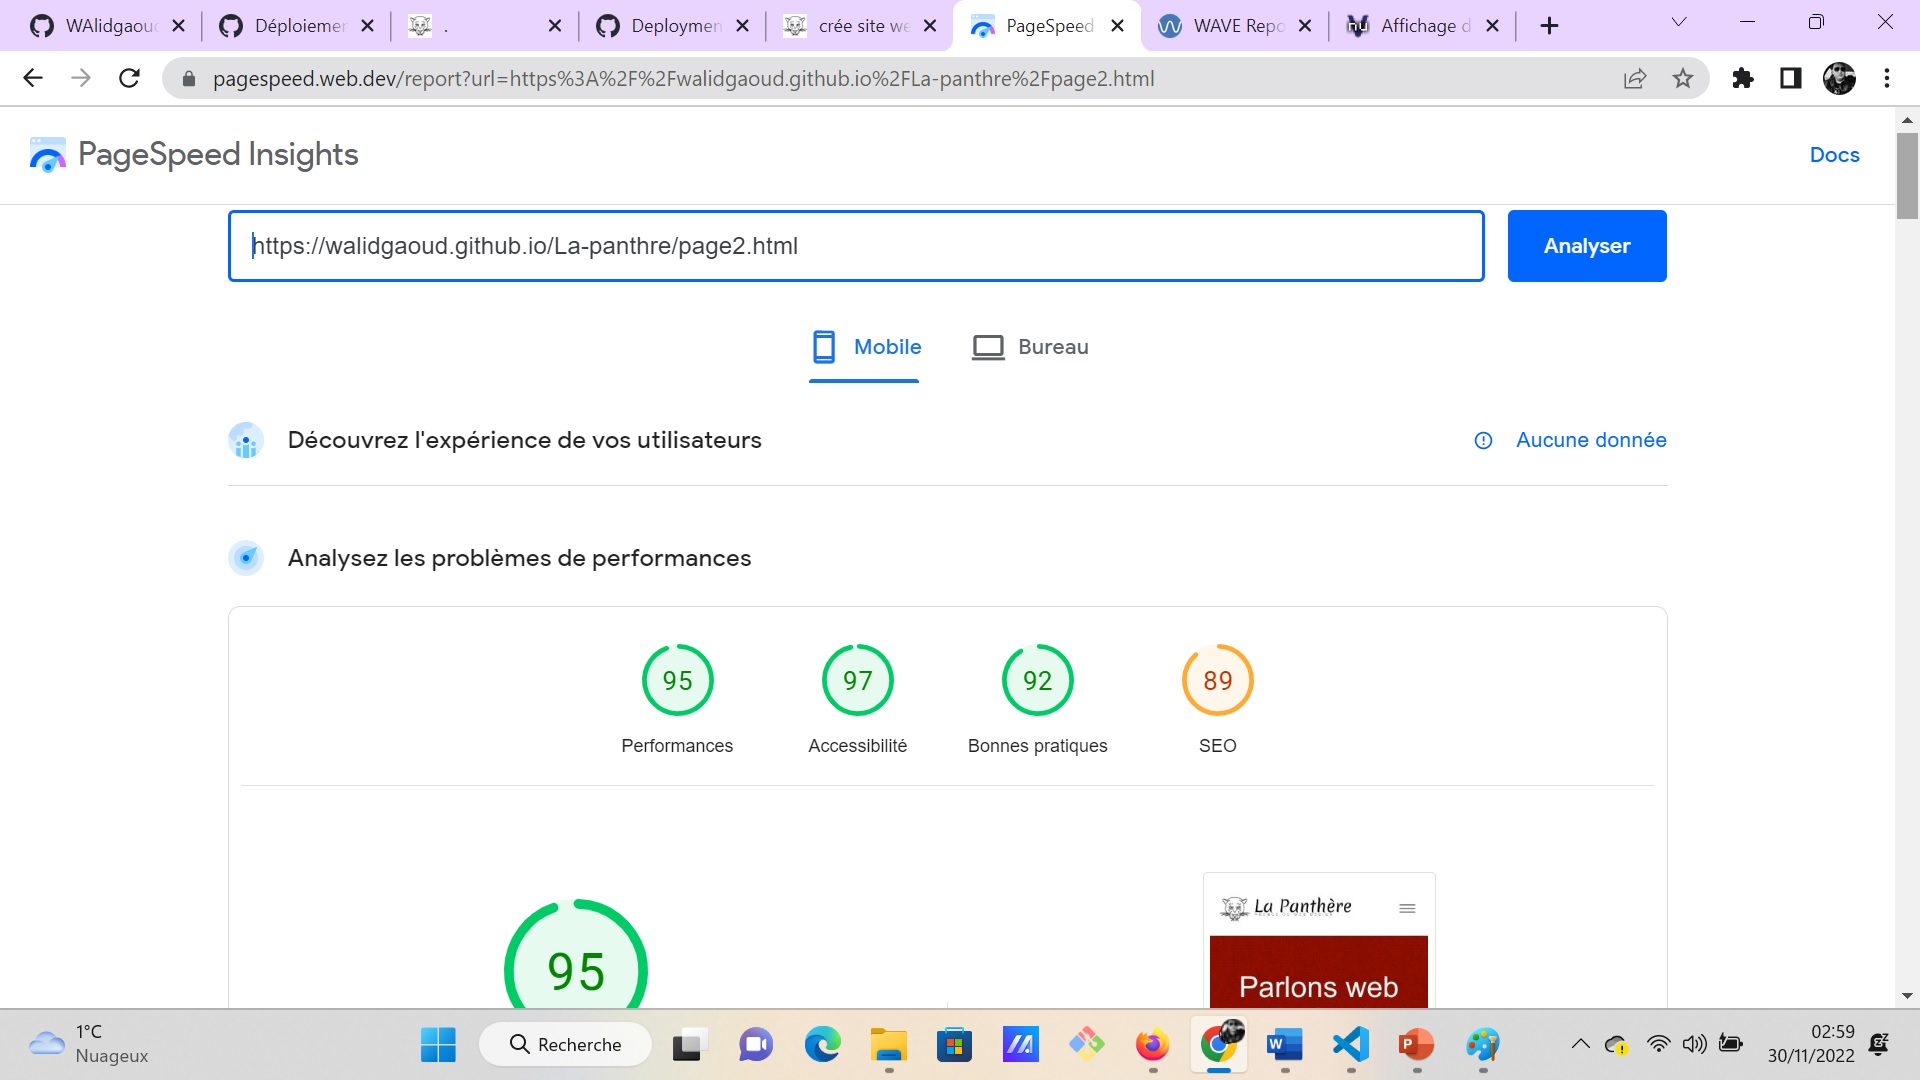 WAlidgaoud
Déploiemen
.
Deploymen
crée site we
PageSpeed
WAVE Repo
Affichage d
pagespeed.web.dev/report?url=https%3A%2F%2Fwalidgaoud.github.io%2FLa-panthre%2Fpage2.html
PageSpeed Insights
Docs
https://walidgaoud.github.io/La-panthre/page2.html
Analyser
Mobile
Bureau
Découvrez l'expérience de vos utilisateurs
Aucune donnée
Analysez les problèmes de performances
95
97
92
89
Performances
Accessibilité
Bonnes pratiques
SEO
La Panthère
95
Parlons web
1°C
Nuageux
Recherche
02:59
30/11/2022